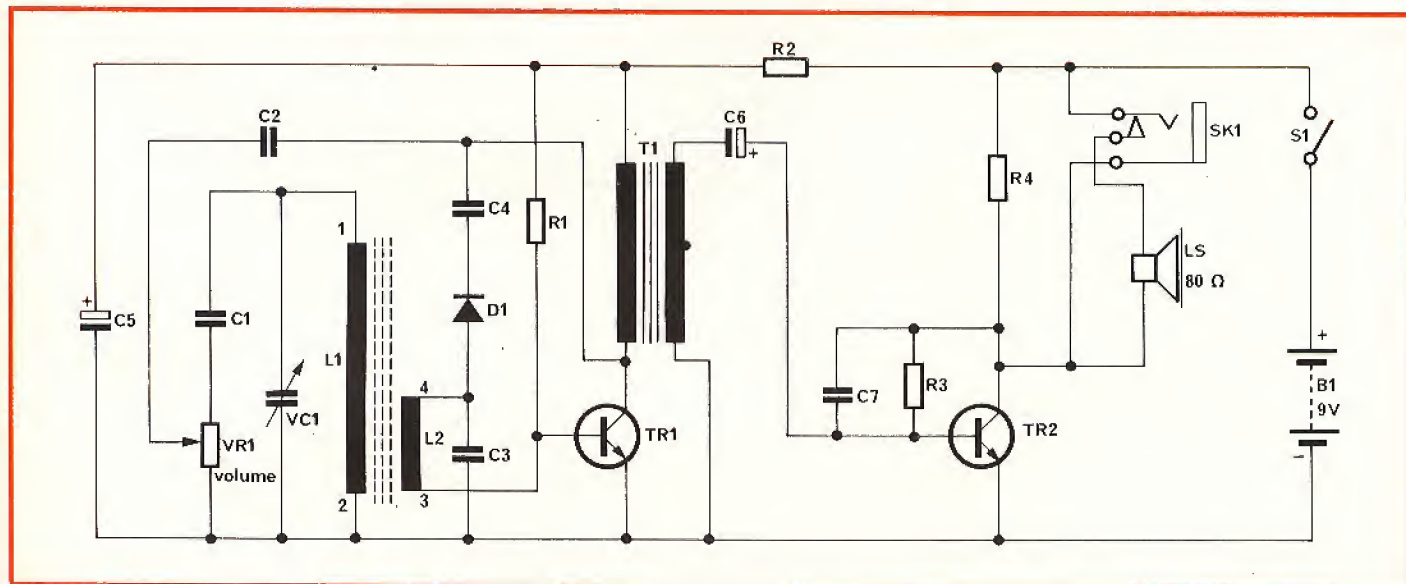 R2
C2
C6
+
T1
SK1
S1
R4
C4
R1
1
+
C5
C1
D1
LS
80 Ω
L1
VC1
4
C7
R3
+
B1
9V
VR1
volume
L2
C3
TR1
TR2
2
3
−